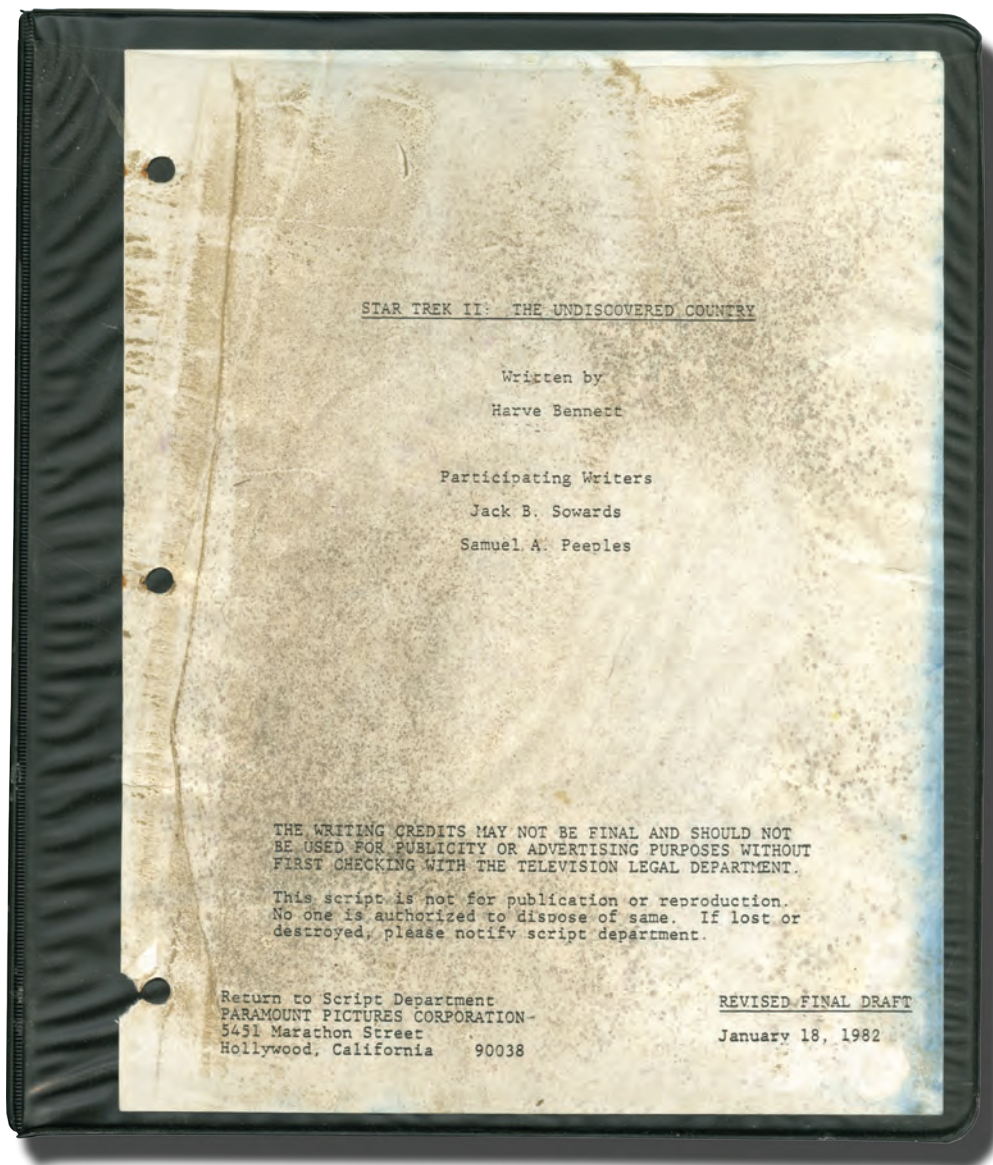 STAR TREK II: THE UNDISCOVERED COUNTRY
Written by
Harve Bennett
Participating Writers
Jack B. Sowards
Samuel A. Peeples
THE WRITING CREDITS MAY NOT BE FINAL AND SHOULD NOT
BE USED FOR PUBLICITY OR ADVERTISING PURPOSES WITHOUT
FIRST CHECKING WITH THE TELEVISION LEGAL DEPARTMENT.
This script is not for publication or reproduction.
No one is authorized to dispose of same. If lost or
destroyed, please notify script department.
Return to Script Department
PARAMOUNT PICTURES CORPORATION
5451 Marathon Street
Hollywood, California 90038
REVISED FINAL DRAFT
January 18, 1982